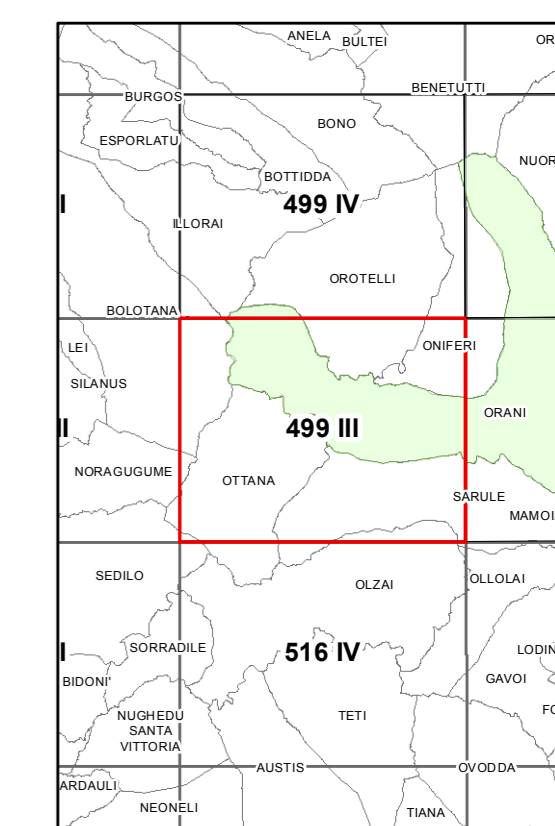 ANELA
BULTEI
OR
BENETUTTI
BURGOS
BONO
ESPORLATU
NUOR
BOTTIDDA
I
499 IV
ILLORAI
OROTELLI
BOLOTANA
LEI
ONIFERI
SILANUS
ORANI
II
499 III
NORAGUGUME
OTTANA
SARULE
MAMOI
SEDILO
OLZAI
OLLOLAI
I
SORRADILE
516 IV
LODIN
BIDONI'
GAVOI
NUGHEDU
SANTA
VITTORIA
TETI
FO
AUSTIS
OVODDA
ARDAULI
NEONELI
TIANA